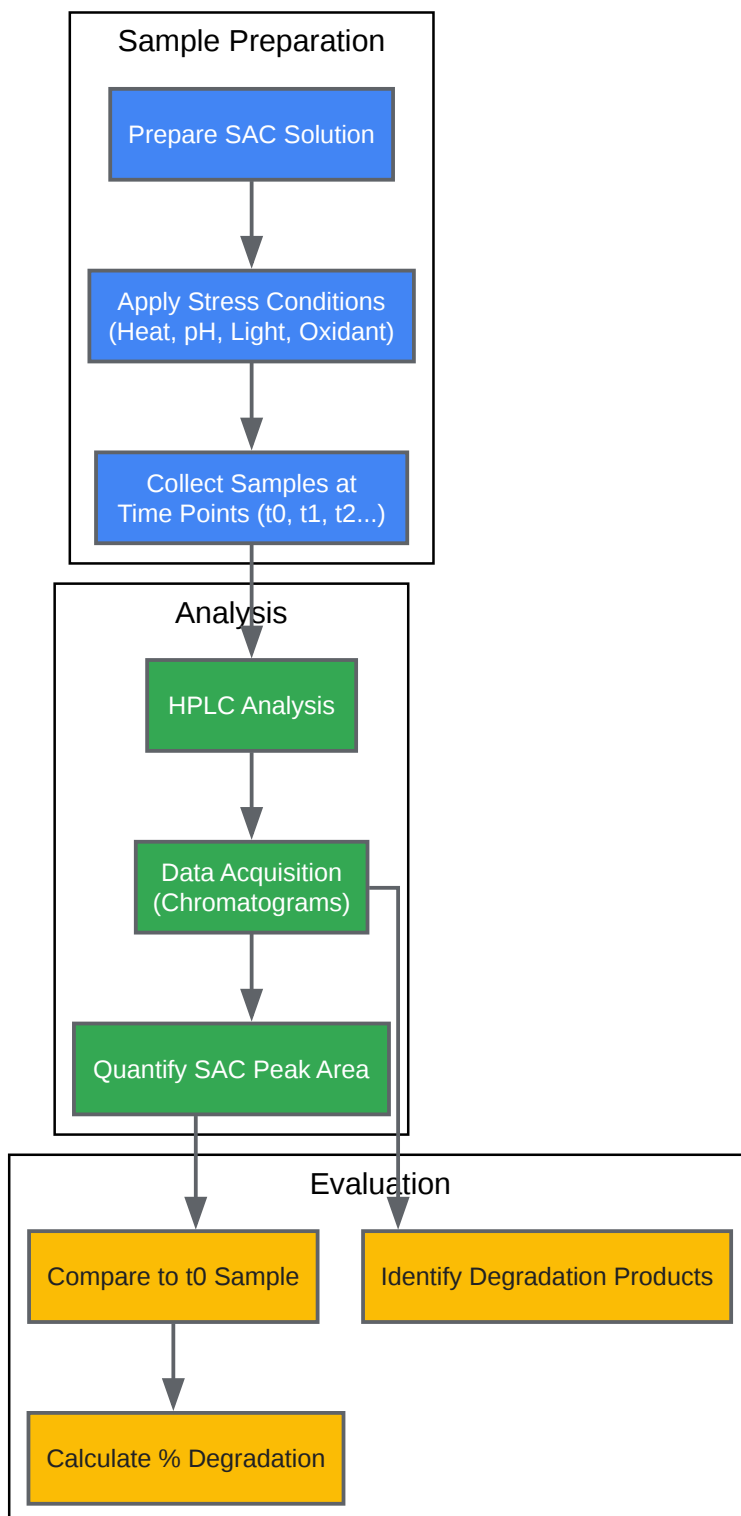 Sample Preparation
Prepare SAC Solution
Apply Stress Conditions
(Heat, pH, Light, Oxidant)
Collect Samples at
Time Points (t0, t1, t2...)
Analysis
HPLC Analysis
Data Acquisition
(Chromatograms)
Quantify SAC Peak Area
Evaluation
Compare to t0 Sample
Identify Degradation Products
Calculate % Degradation